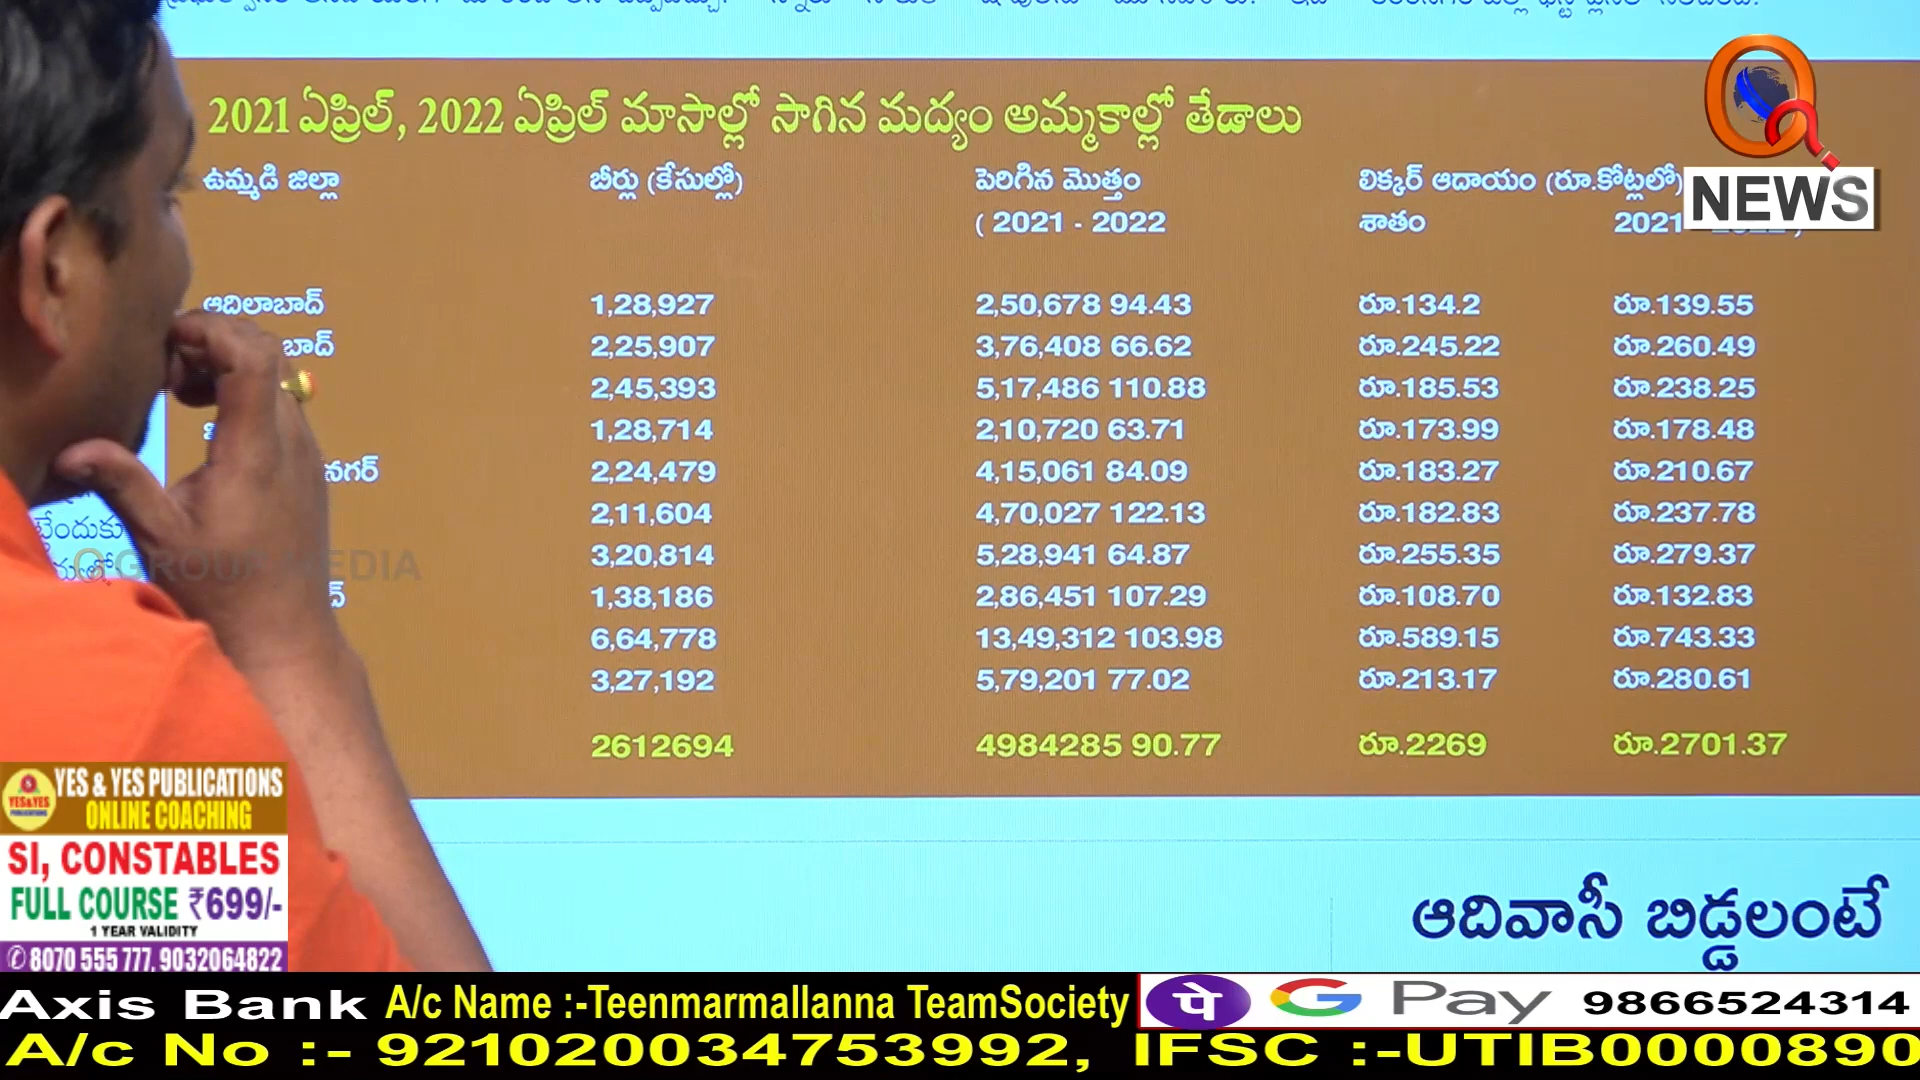 2021 ఏప్రిల్, 2022 ఏప్రిల్ మాసాల్లో సాగిన మద్యం అమ్మకాల్లో తేడాలు
ఉమ్మడి జిల్లా బీర్లు (కేసుల్లో) పెరిగిన మొత్తం లిక్కర్ ఆదాయం (రూ.కోట్లలో)
( 2021 - 2022 శాతం 2021
NEWS
ఆదిలాబాద్ 1,28,927 2,50,678 94.43 రూ.134.2 రూ.139.55
బాద్ 2,25,907 3,76,408 66.62 రూ.245.22 రూ.260.49
2,45,393 5,17,486 110.88 రూ.185.53 రూ.238.25
1,28,714 2,10,720 63.71 రూ.173.99 రూ.178.48
నగర్ 2,24,479 4,15,061 84.09 రూ.183.27 రూ.210.67
2,11,604 4,70,027 122.13 రూ.182.83 రూ.237.78
3,20,814 5,28,941 64.87 రూ.255.35 రూ.279.37
1,38,186 2,86,451 107.29 రూ.108.70 రూ.132.83
6,64,778 13,49,312 103.98 రూ.589.15 రూ.743.33
3,27,192 5,79,201 77.02 రూ.213.17 రూ.280.61
2612694 4984285 90.77 రూ.2269 రూ.2701.37
QGROUP MEDIA
ఆదివాసీ బిడ్డలంటే
YES & YES PUBLICATIONS
ONLINE COACHING
SI, CONSTABLES
FULL COURSE ₹699/-
1 YEAR VALIDITY
8070 555 777, 9032064822
Axis Bank A/c Name :-Teenmarmallanna TeamSociety
पे G Pay 9866524314
A/c No :- 921020034753992, IFSC :-UTIB0000890